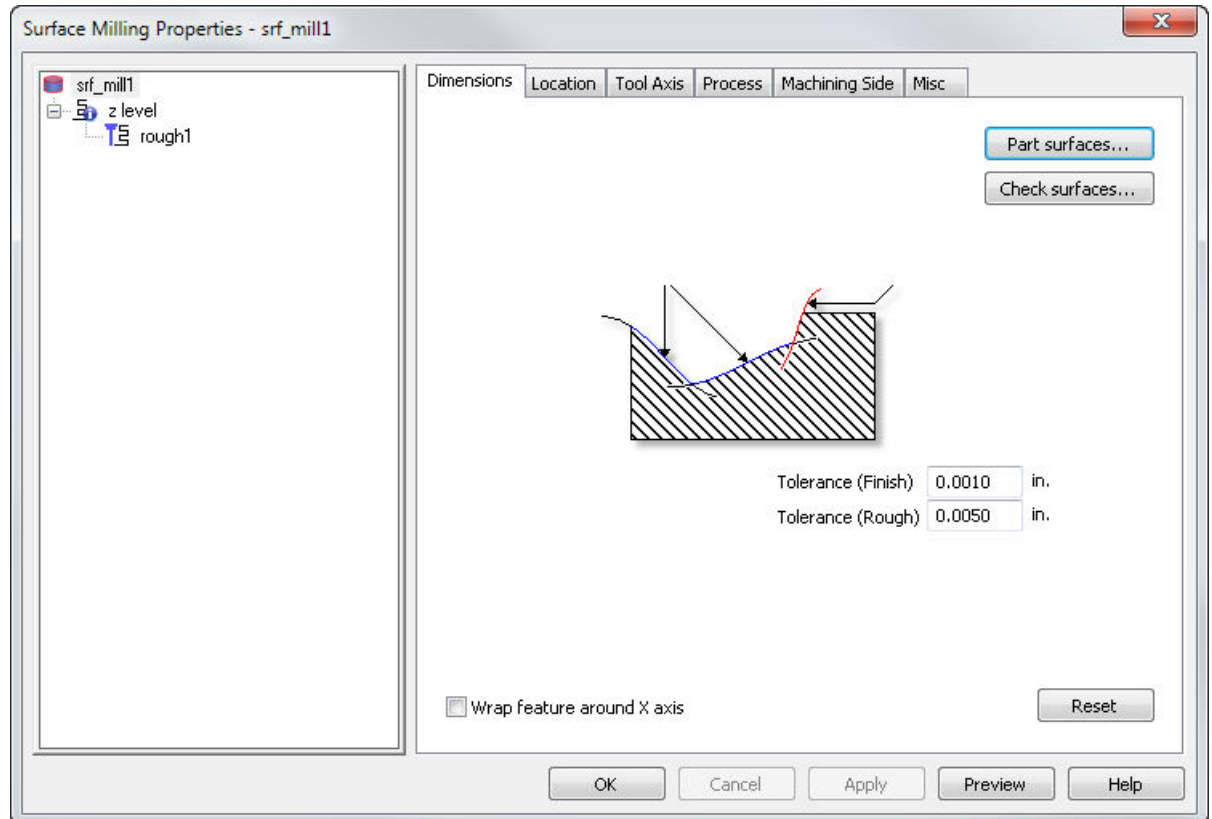 Surface Milling Properties - srf_mill1
srf_mill1
z level
rough1
Dimensions Location Tool Axis Process Machining Side Misc
Part surfaces...
Check surfaces...
Tolerance (Finish) 0.0010 in.
Tolerance (Rough) 0.0050 in.
Wrap feature around X axis
Reset
OK Cancel Apply Preview Help